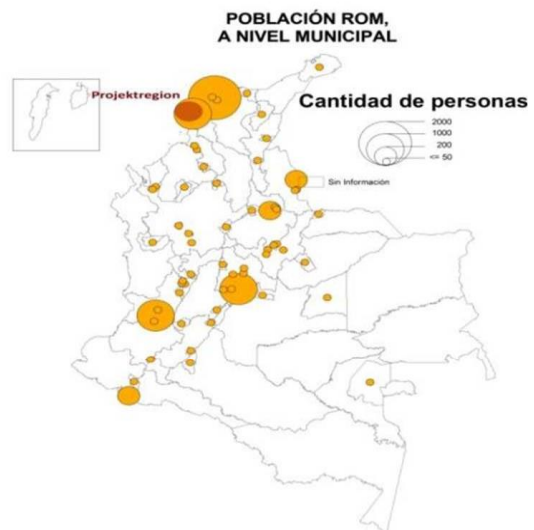 POBLACIÓN ROM,
A NIVEL MUNICIPAL
Projektregion
Cantidad de personas
2000
1000
200
<= 50
Sin Información